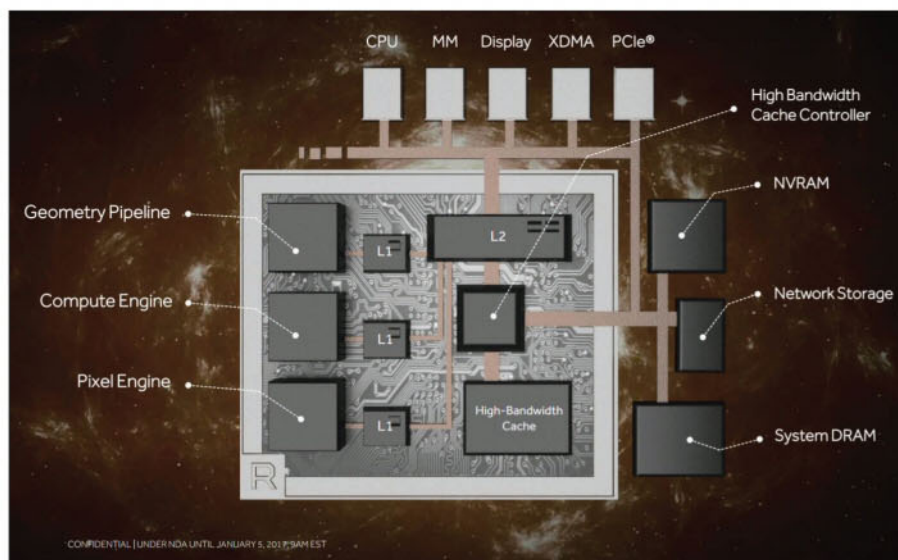 CPU MM Display XDMA PCIe®
High Bandwidth
Cache Controller
NVRAM
Geometry Pipeline
L1
L2
Compute Engine
L1
Network Storage
Pixel Engine
L1
High-Bandwidth
Cache
System DRAM
R
CONFIDENTIAL | UNDER NDA UNTIL JANUARY 5, 2017, 9AM EST